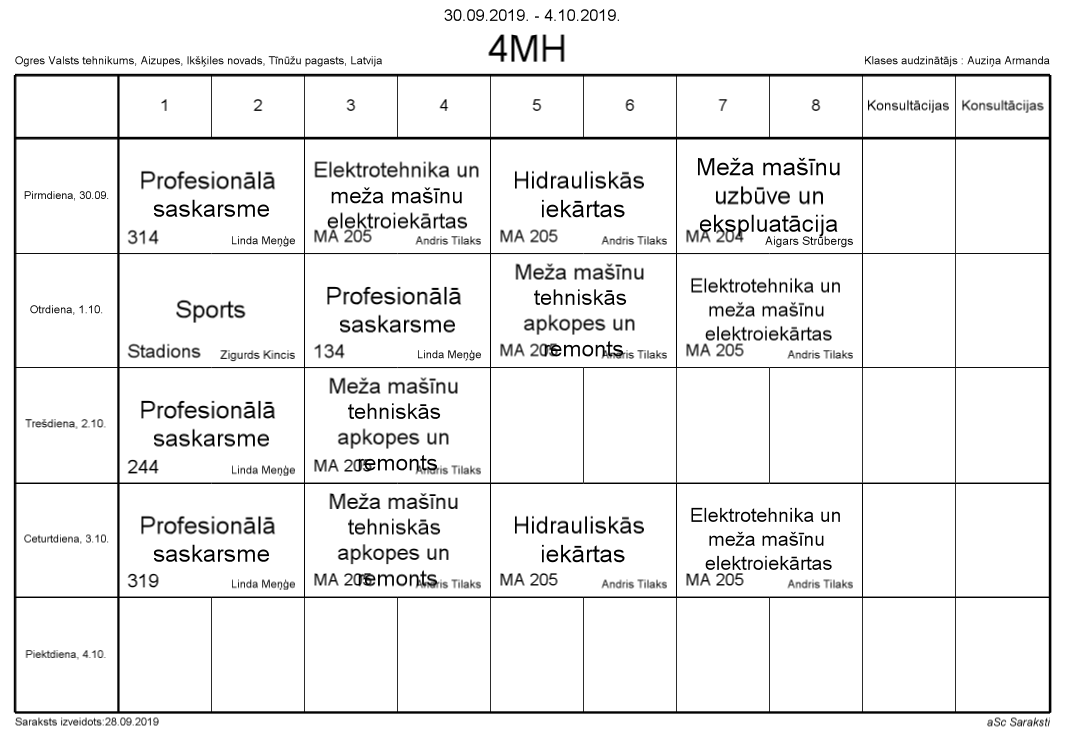 30.09.2019. - 4.10.2019.
4MH
Ogres Valsts tehnikums, Aizupes, Ikšķiles novads, Tīnūžu pagasts, Latvija
Klases audzinātājs : Auziņa Armanda
1 2 3 4 5 6 7 8 Konsultācijas Konsultācijas
Pirmdiena, 30.09.
Profesionālā
saskarsme
314 Linda Meņģe
Elektrotehnika un
meža mašīnu
elektroiekārtas
MA 205 Andris Tilaks
Hidrauliskās
iekārtas
MA 205 Andris Tilaks
Meža mašīnu
uzbūve un
ekspluatācija
MA 204 Aigars Strūbergs
Otrdiena, 1.10.
Sports
Stadions Zigurds Kincis
Profesionālā
saskarsme
134 Linda Meņģe
Meža mašīnu
tehniskās
apkopes un
remonts
MA 205 Andris Tilaks
Elektrotehnika un
meža mašīnu
elektroiekārtas
MA 205 Andris Tilaks
Trešdiena, 2.10.
Profesionālā
saskarsme
244 Linda Meņģe
Meža mašīnu
tehniskās
apkopes un
remonts
MA 205 Andris Tilaks
Ceturtdiena, 3.10.
Profesionālā
saskarsme
319 Linda Meņģe
Meža mašīnu
tehniskās
apkopes un
remonts
MA 205 Andris Tilaks
Hidrauliskās
iekārtas
MA 205 Andris Tilaks
Elektrotehnika un
meža mašīnu
elektroiekārtas
MA 205 Andris Tilaks
Piektdiena, 4.10.
Saraksts izveidots:28.09.2019
aSc Saraksti